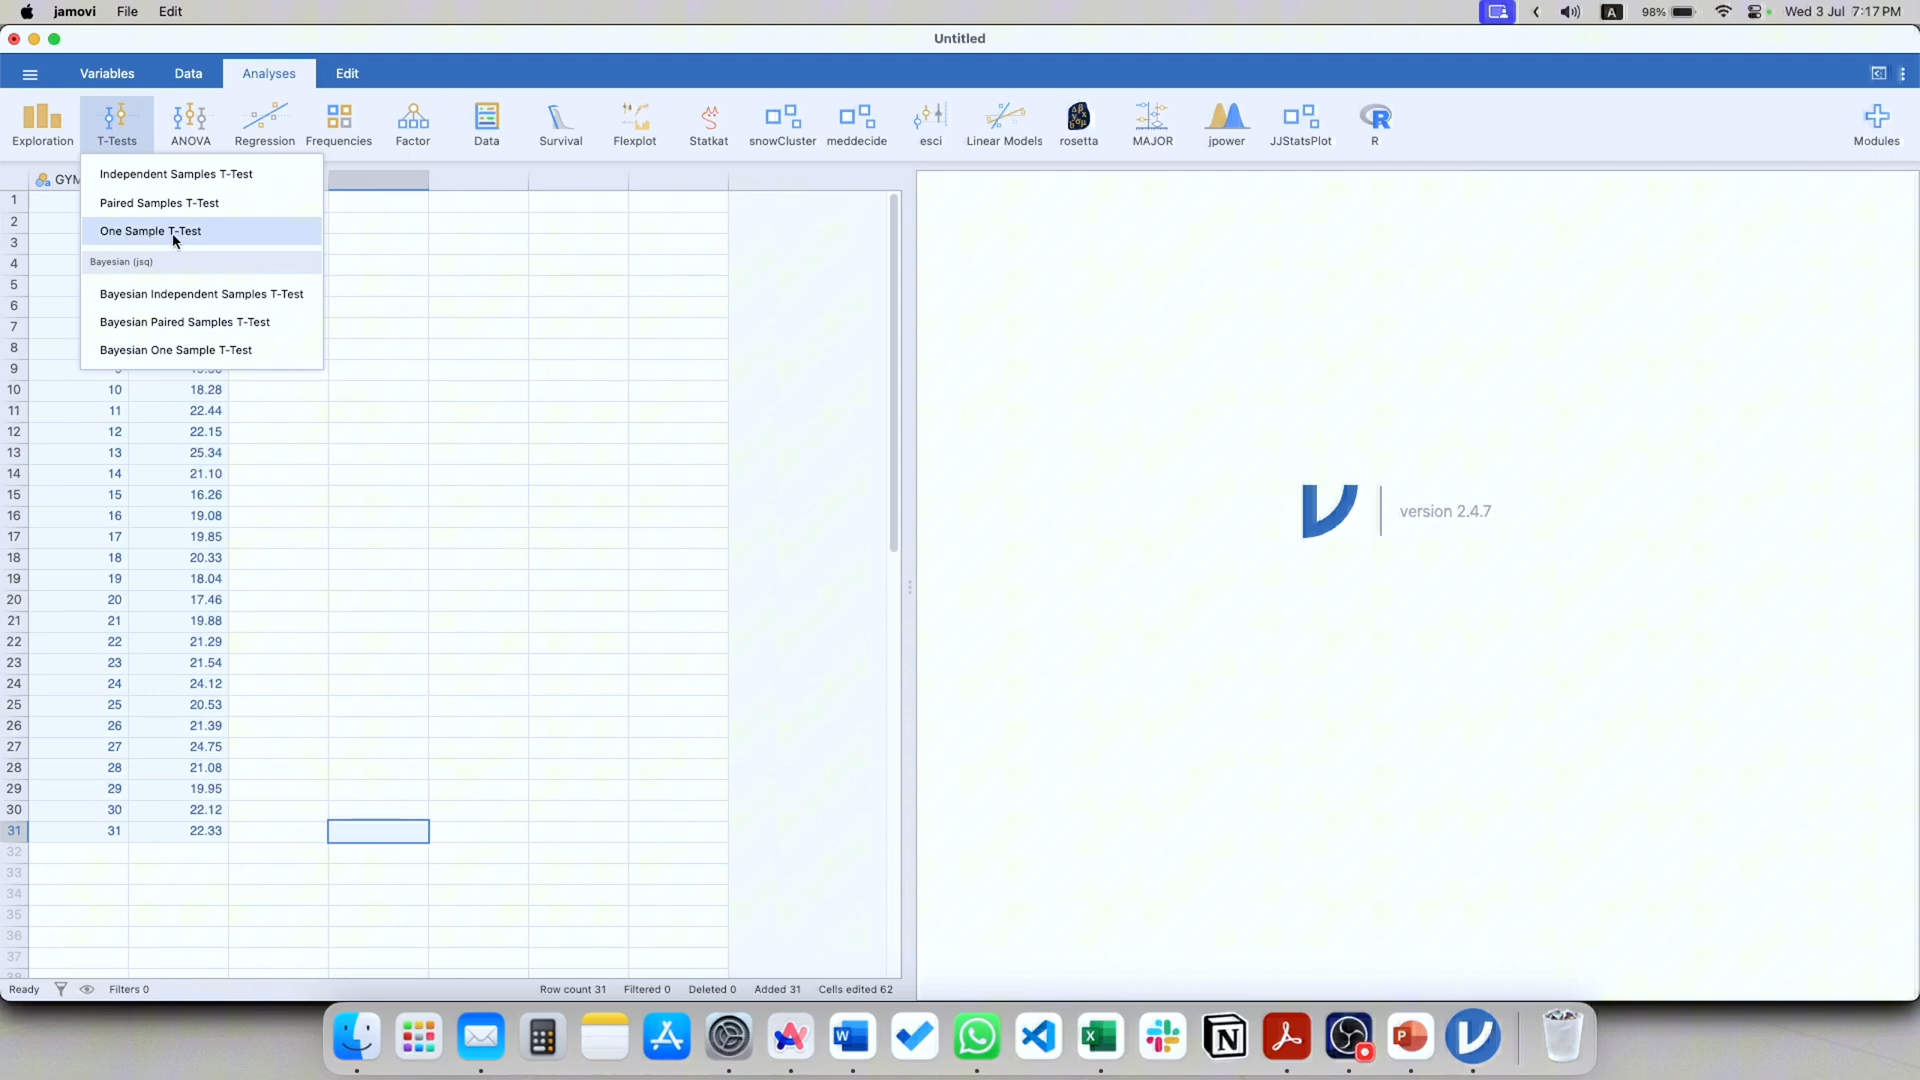 jamovi File Edit
98% Wed 3 Jul 7:17 PM
Untitled
Variables Data Analyses Edit
Exploration T-Tests ANOVA Regression Frequencies Factor Data Survival Flexplot Statkat snowCluster meddecide esci Linear Models rosetta MAJOR jpower JJStatsPlot R Modules
GYM
Independent Samples T-Test
Paired Samples T-Test
One Sample T-Test
Bayesian (jsq)
Bayesian Independent Samples T-Test
Bayesian Paired Samples T-Test
Bayesian One Sample T-Test
1
2
3
4
5
6
7
8
9
10 10 18.28
11 11 22.44
12 12 22.15
13 13 25.34
14 14 21.10
15 15 16.26
16 16 19.08
17 17 19.85
18 18 20.33
19 19 18.04
20 20 17.46
21 21 19.88
22 22 21.29
23 23 21.54
24 24 24.12
25 25 20.53
26 26 21.39
27 27 24.75
28 28 21.08
29 29 19.95
30 30 22.12
31 31 22.33
32
33
34
35
36
37
38
version 2.4.7
Ready Filters 0 Row count 31 Filtered 0 Deleted 0 Added 31 Cells edited 62